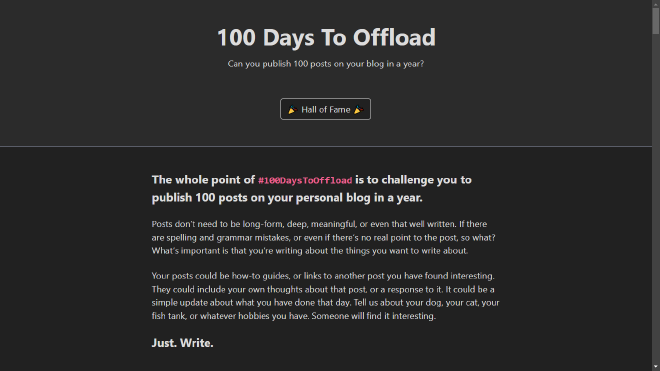 100 Days To Offload
Can you publish 100 posts on your blog in a year?
🎉 Hall of Fame 🎉
The whole point of #100DaysToOffload is to challenge you to
publish 100 posts on your personal blog in a year.
Posts don't need to be long-form, deep, meaningful, or even that well written. If there
are spelling and grammar mistakes, or even if there's no real point to the post, so what?
What's important is that you're writing about the things you want to write about.
Your posts could be how-to guides, or links to another post you have found interesting.
They could include your own thoughts about that post, or a response to it. It could be a
simple update about what you have done that day. Tell us about your dog, your cat, your
fish tank, or whatever hobbies you have. Someone will find it interesting.
Just. Write.